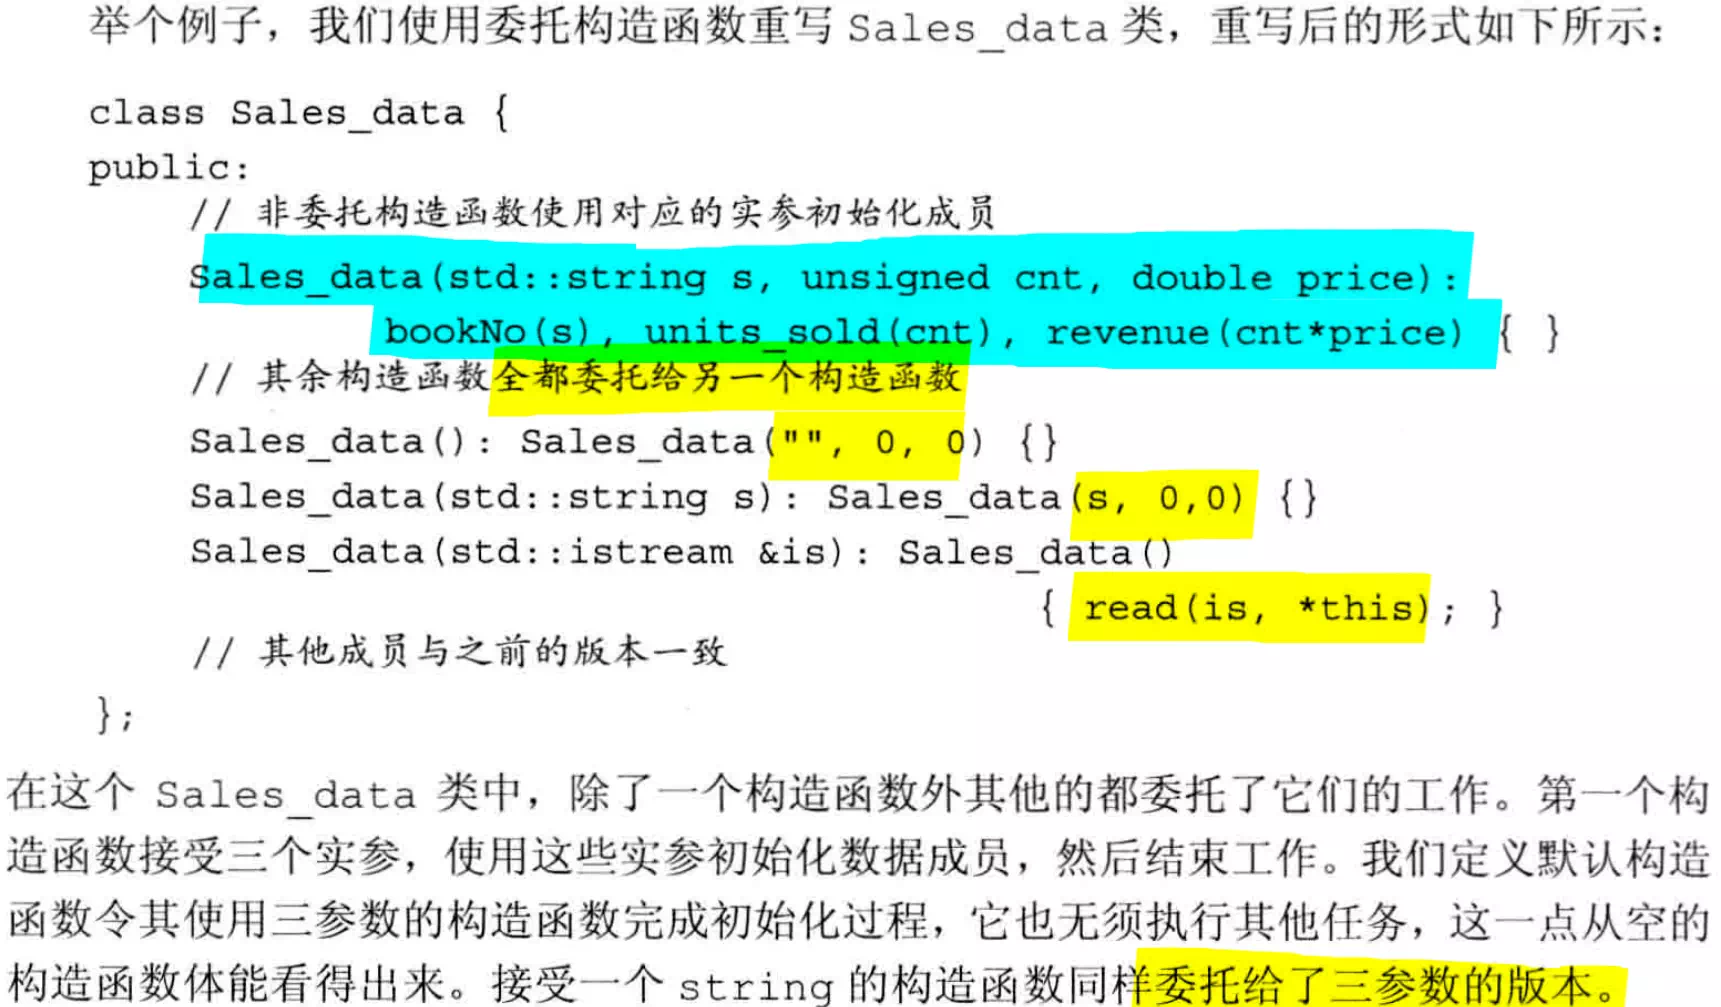 举个例子，我们使用委托构造函数重写 Sales_data 类，重写后的形式如下所示：
class Sales_data {
public:
// 非委托构造函数使用对应的实参初始化成员
Sales_data(std::string s, unsigned cnt, double price):
bookNo(s), units_sold(cnt), revenue(cnt*price) { }
// 其余构造函数全都委托给另一个构造函数
Sales_data(): Sales_data("", 0, 0) {}
Sales_data(std::string s): Sales_data(s, 0,0) {}
Sales_data(std::istream &is): Sales_data()
{ read(is, *this); }
// 其他成员与之前的版本一致
};
在这个 Sales_data 类中，除了一个构造函数外其他的都委托了它们的工作。第一个构
造函数接受三个实参，使用这些实参初始化数据成员，然后结束工作。我们定义默认构造
函数令其使用三参数的构造函数完成初始化过程，它也无须执行其他任务，这一点从空的
构造函数体能看得出来。接受一个 string 的构造函数同样委托给了三参数的版本。